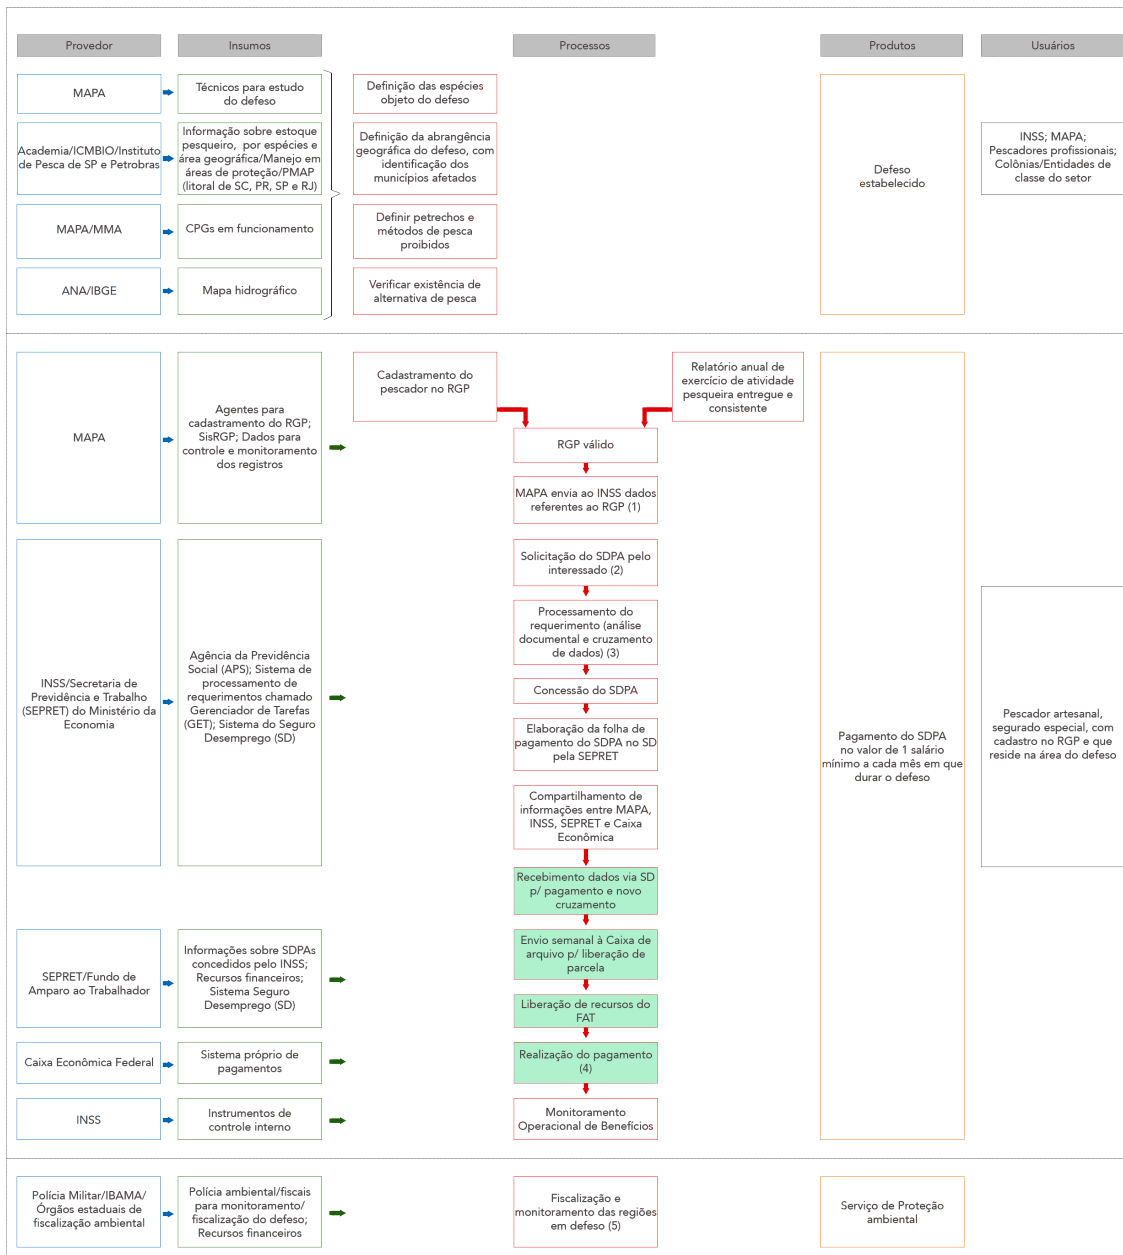 Provedor
Insumos
Processos
Produtos
Usuários
MAPA
Técnicos para estudo
do defeso
Definição das espécies
objeto do defeso
Academia/ICMBIO/Instituto
de Pesca de SP e Petrobras
Informação sobre estoque
pesqueiro, por espécies e
área geográfica/Manejo em
áreas de proteção/PMAP
(litoral de SC, PR, SP e RJ)
Definição da abrangência
geográfica do defeso, com
identificação dos
municípios afetados
MAPA/MMA
CPGs em funcionamento
Definir petrechos e
métodos de pesca
proibidos
ANA/IBGE
Mapa hidrográfico
Verificar existência de
alternativa de pesca
Defeso
estabelecido
INSS; MAPA;
Pescadores profissionais;
Colônias/Entidades de
classe do setor
MAPA
Agentes para
cadastramento do RGP;
SisRGP; Dados para
controle e monitoramento
dos registros
Cadastramento do
pescador no RGP
Relatório anual de
exercício de atividade
pesqueira entregue e
consistente
RGP válido
MAPA envia ao INSS dados
referentes ao RGP (1)
INSS/Secretaria de
Previdência e Trabalho
(SEPRET) do Ministério da
Economia
Agência da Previdência
Social (APS); Sistema de
processamento de
requerimentos chamado
Gerenciador de Tarefas
(GET); Sistema do Seguro
Desemprego (SD)
Solicitação do SDPA pelo
interessado (2)
Processamento do
requerimento (análise
documental e cruzamento
de dados) (3)
Concessão do SDPA
Elaboração da folha de
pagamento do SDPA no SD
pela SEPRET
Compartilhamento de
informações entre MAPA,
INSS, SEPRET e Caixa
Econômica
Recebimento dados via SD
p/ pagamento e novo
cruzamento
Pagamento do SDPA
no valor de 1 salário
mínimo a cada mês em que
durar o defeso
Pescador artesanal,
segurado especial, com
cadastro no RGP e que
reside na área do defeso
SEPRET/Fundo de
Amparo ao Trabalhador
Informações sobre SDPAs
concedidos pelo INSS;
Recursos financeiros;
Sistema Seguro
Desemprego (SD)
Envio semanal à Caixa de
arquivo p/ liberação de
parcela
Liberação de recursos do
FAT
Caixa Econômica Federal
Sistema próprio de
pagamentos
Realização do pagamento
(4)
INSS
Instrumentos de
controle interno
Monitoramento
Operacional de Benefícios
Polícia Militar/IBAMA/
Órgãos estaduais de
fiscalização ambiental
Polícia ambiental/fiscais
para monitoramento/
fiscalização do defeso;
Recursos financeiros
Fiscalização e
monitoramento das regiões
em defeso (5)
Serviço de Proteção
ambiental